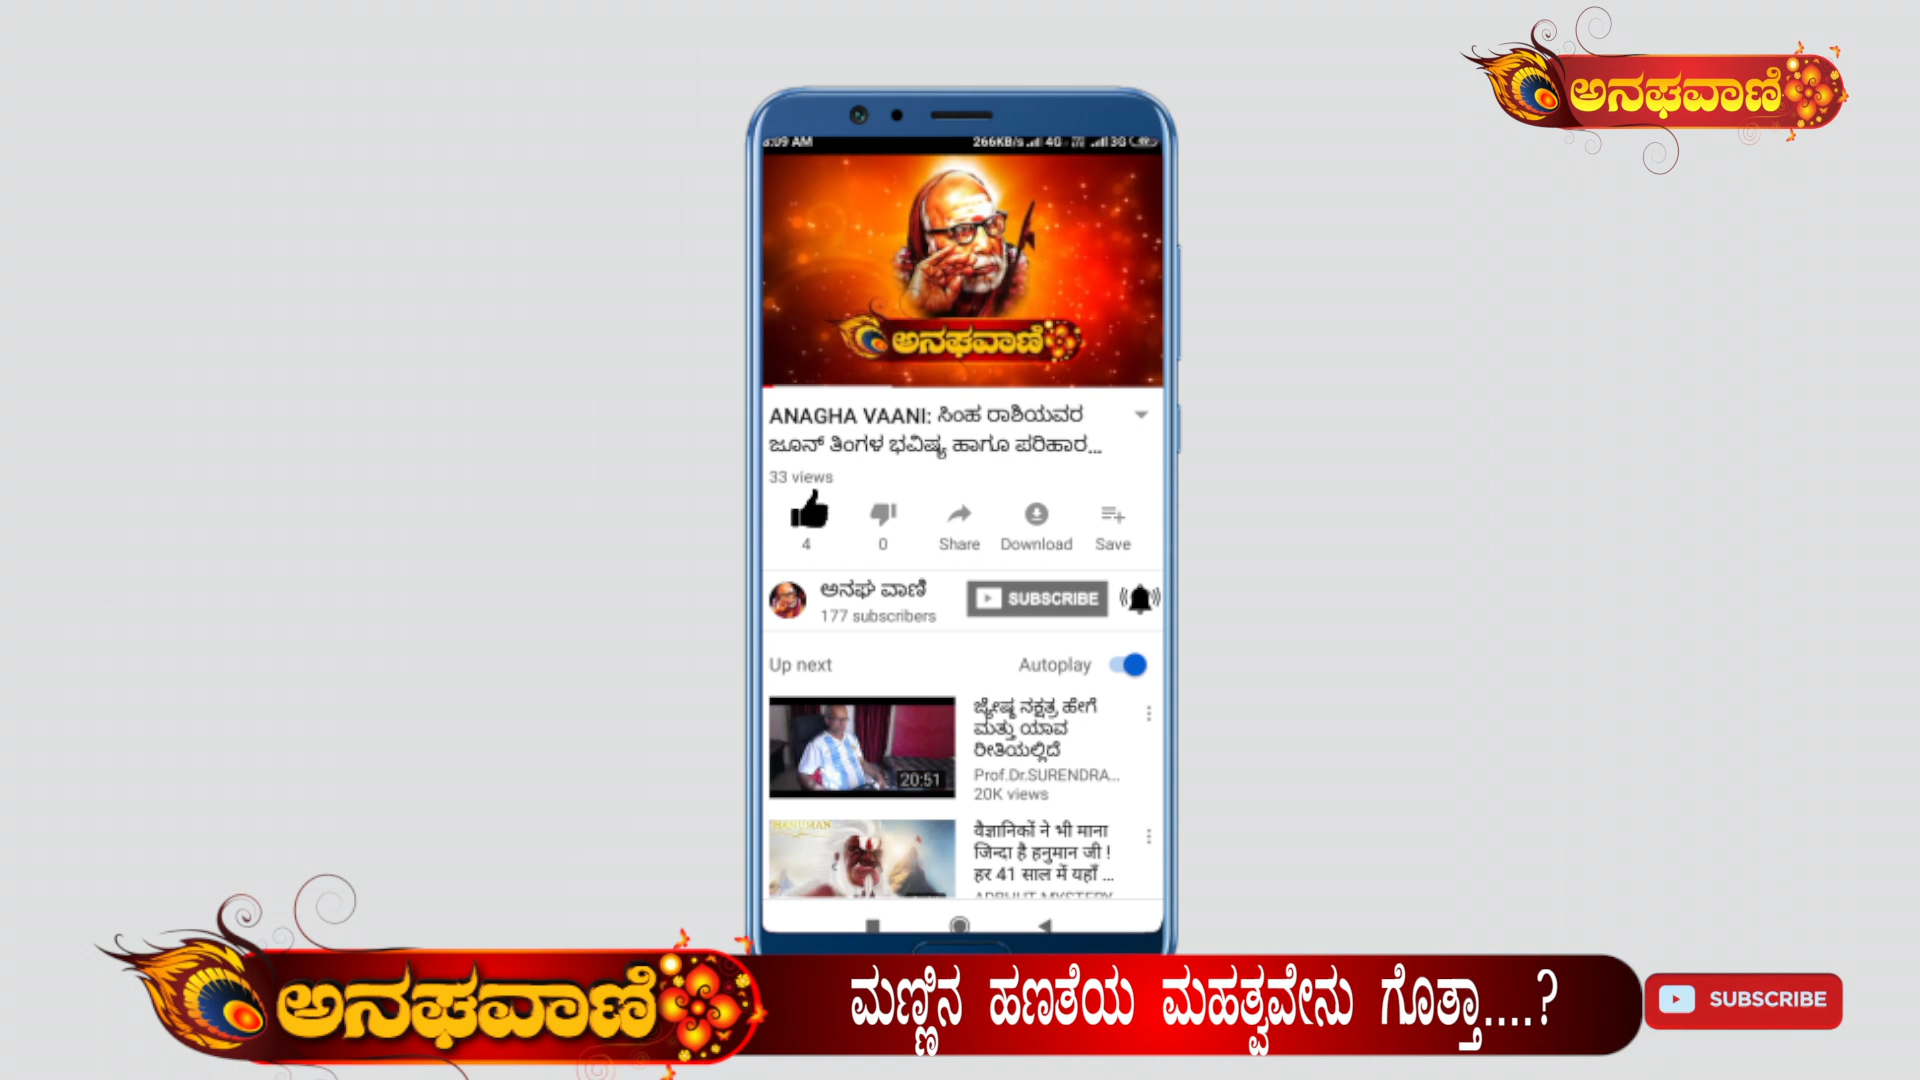 ಅನಘವಾಣಿ
:09 AM
266KB/s 4G 3G
ಅನಘವಾಣಿ
ANAGHA VAANI: ಸಿಂಹ ರಾಶಿಯವರ
ಜೂನ್ ತಿಂಗಳ ಭವಿಷ್ಯ ಹಾಗೂ ಪರಿಹಾರ...
33 views
4
0
Share
Download
Save
ಅನಘ ವಾಣಿ
SUBSCRIBE
177 subscribers
Up next
Autoplay
ಜ್ಯೇಷ್ಠ ನಕ್ಷತ್ರ ಹೇಗೆ
ಮತ್ತು ಯಾವ
ರೀತಿಯಲ್ಲಿದೆ
20:51
Prof.Dr.SURENDRA...
20K views
HANUMAN
वैज्ञानिकों ने भी माना
जिन्दा है हनुमान जी !
हर 41 साल में यहाँ ...
ಅನಘವಾಣಿ
ಮಣ್ಣಿನ ಹಣತೆಯ ಮಹತ್ವವೇನು ಗೊತ್ತಾ....?
SUBSCRIBE